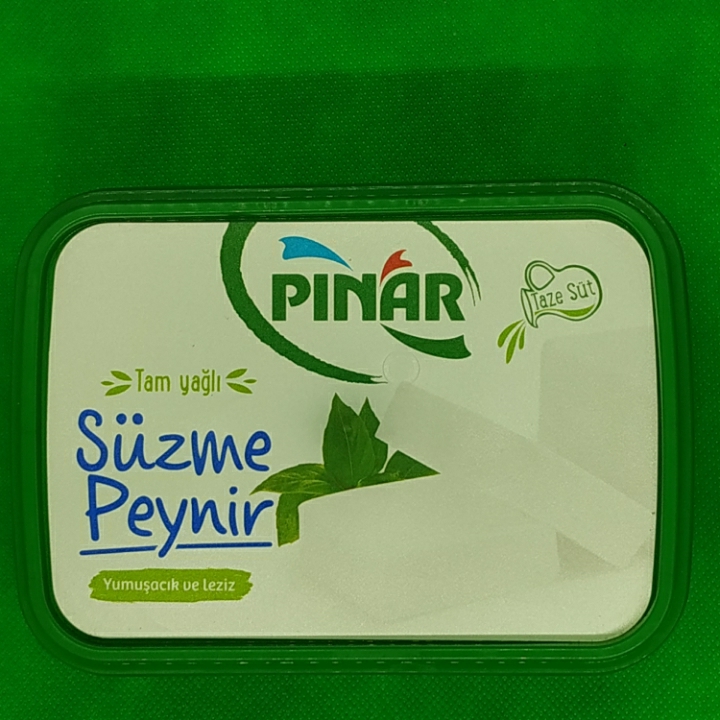 PINAR
Taze Süt
Tam yağlı
Süzme
Peynir
Yumuşacık ve leziz